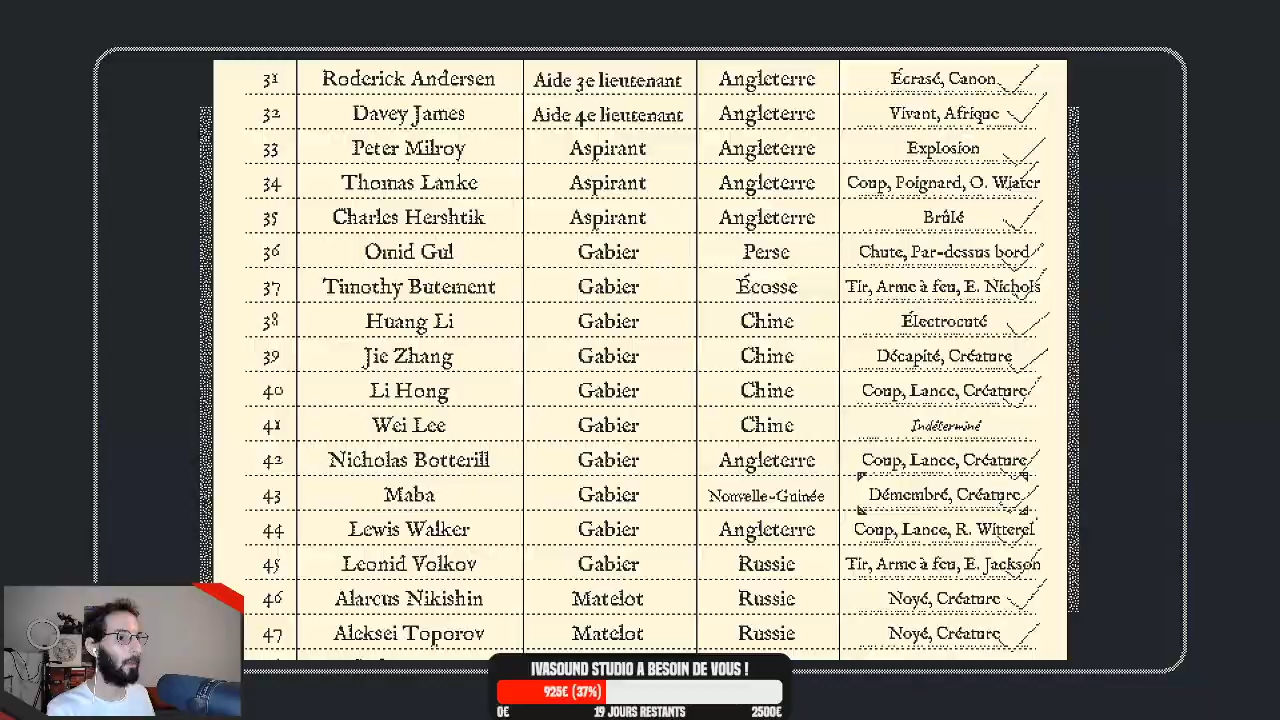 31 Roderick Andersen Aide 3e lieutenant Angleterre Écrasé, Canon
32 Davey James Aide 4e lieutenant Angleterre Vivant, Afrique
33 Peter Milroy Aspirant Angleterre Explosion
34 Thomas Lanke Aspirant Angleterre Coup, Poignard, O. Wiater
35 Charles Hershtik Aspirant Angleterre Brûlé
36 Omid Gul Gabier Perse Chute, Par-dessus bord
37 Timothy Butement Gabier Écosse Tir, Arme à feu, E. Nichols
38 Huang Li Gabier Chine Électrocuté
39 Jie Zhang Gabier Chine Décapité, Créature
40 Li Hong Gabier Chine Coup, Lance, Créature
41 Wei Lee Gabier Chine Indéterminé
42 Nicholas Botterill Gabier Angleterre Coup, Lance, Créature
43 Maba Gabier Nouvelle-Guinée Démembré, Créature
44 Lewis Walker Gabier Angleterre Coup, Lance, R. Witterel
45 Leonid Volkov Gabier Russie Tir, Arme à feu, E. Jackson
46 Alarcus Nikishin Matelot Russie Noyé, Créature
47 Aleksei Toporov Matelot Russie Noyé, Créature
IVASOUND STUDIO A BESOIN DE VOUS !
925€ (37%)
0€ 19 JOURS RESTANTS 2500€